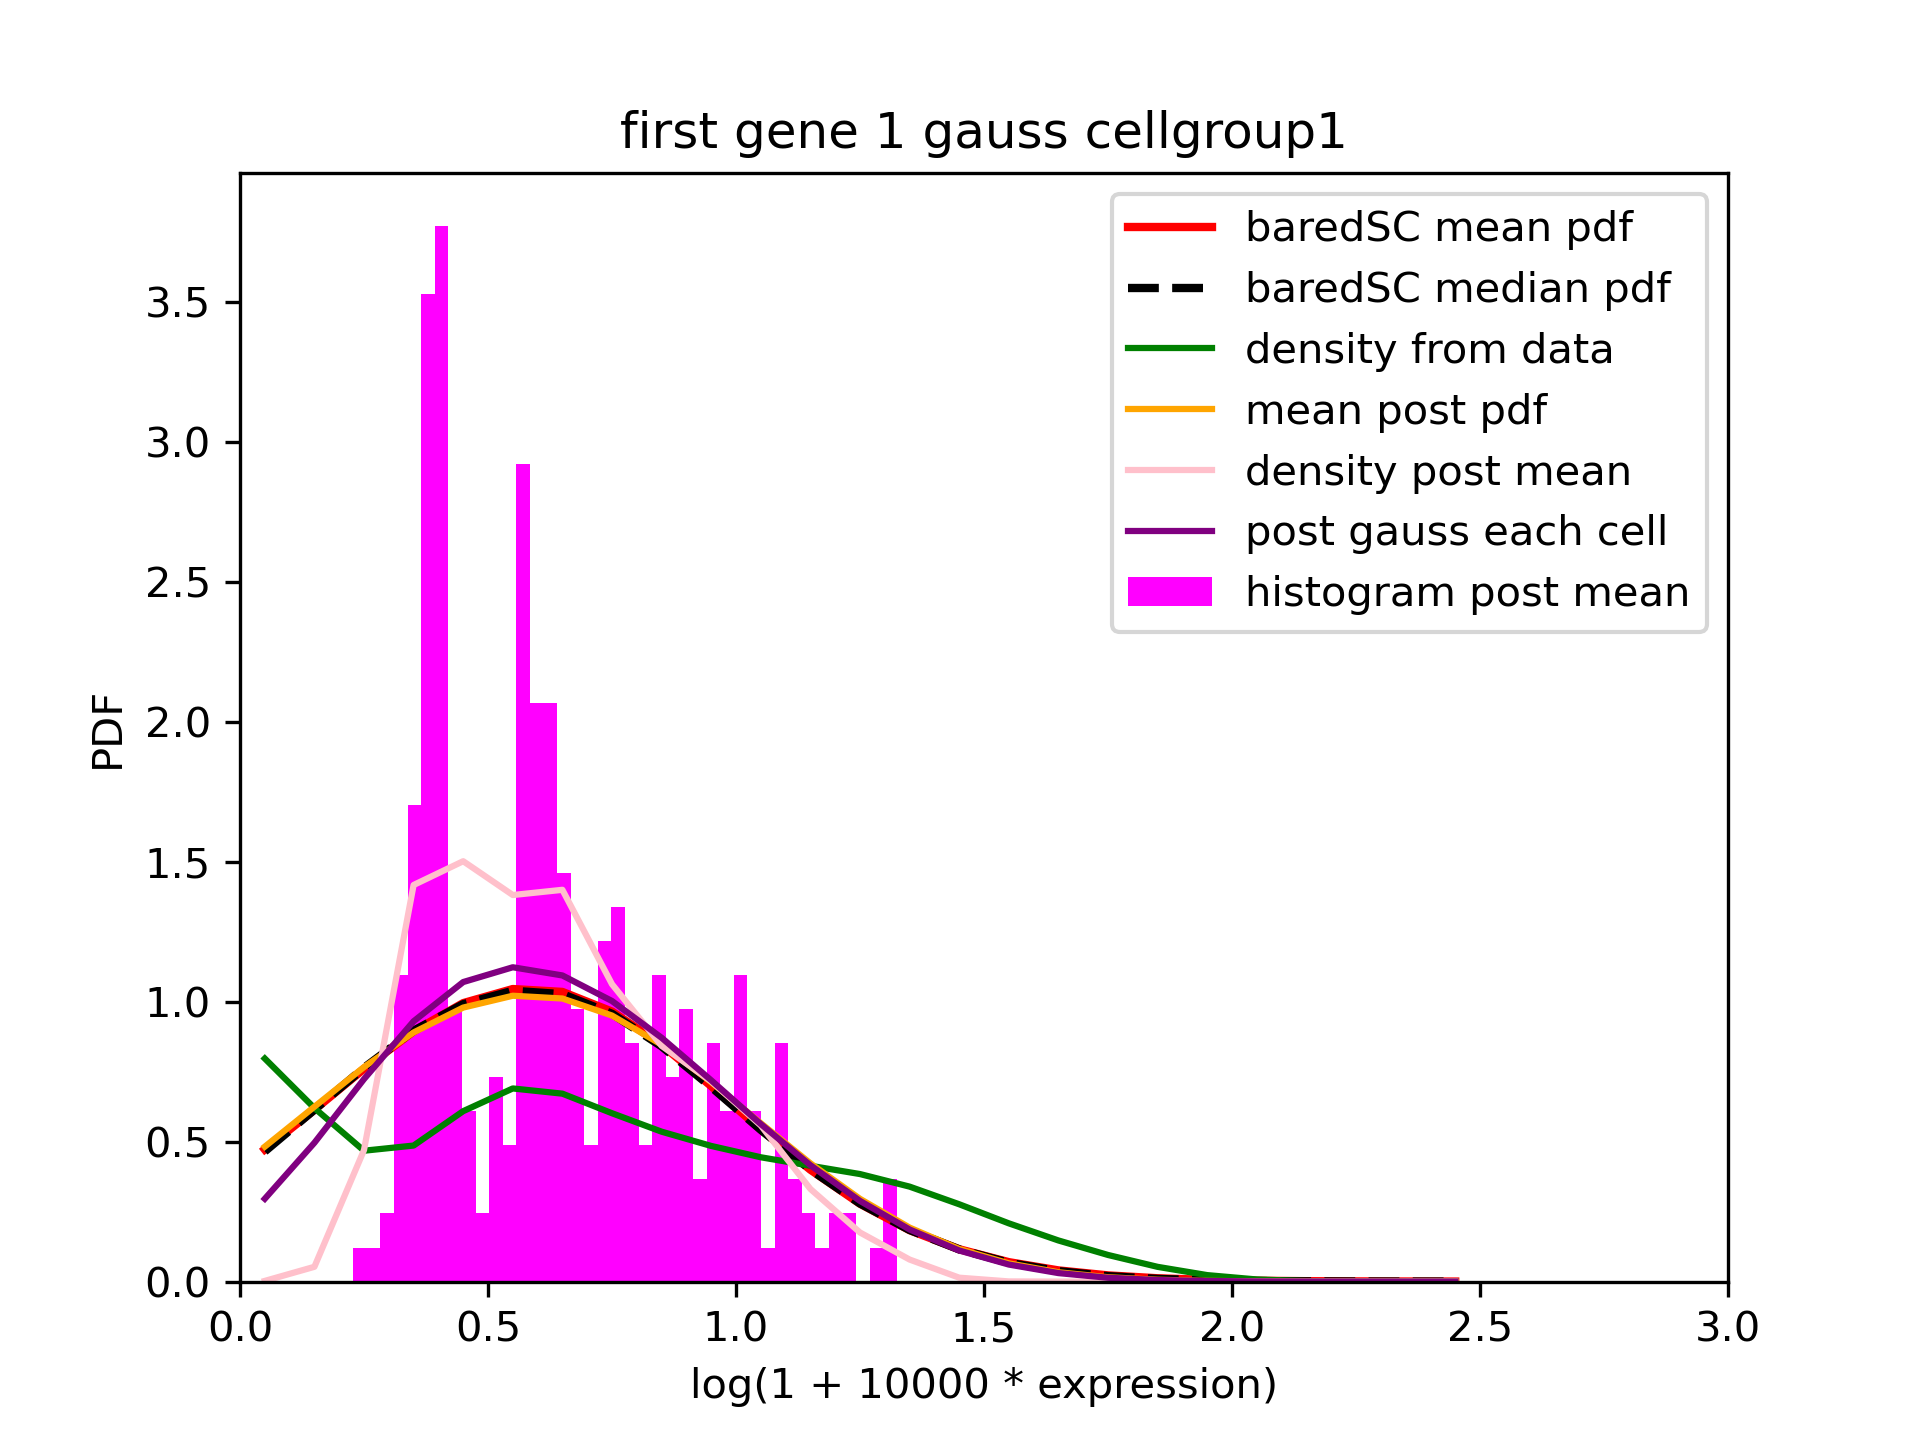 first gene 1 gauss cellgroup1
baredSC mean pdf
baredSC median pdf
density from data
mean post pdf
density post mean
post gauss each cell
histogram post mean
PDF
3.5
3.0
2.5
2.0
1.5
1.0
0.5
0.0
0.0 0.5 1.0 1.5 2.0 2.5 3.0
log(1 + 10000 * expression)